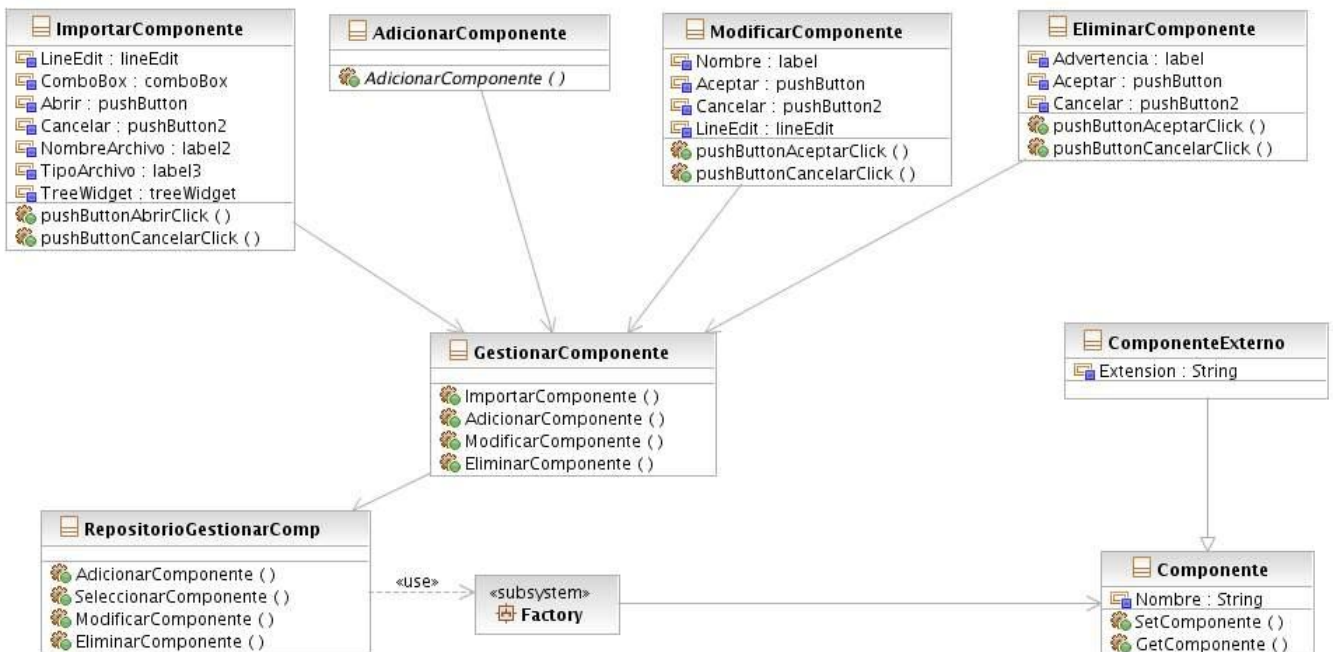 ImportarComponente
LineEdit : lineEdit
ComboBox : comboBox
Abrir : pushButton
Cancelar : pushButton2
NombreArchivo : label2
TipoArchivo : label3
TreeWidget : treeWidget
pushButtonAbrirClick ( )
pushButtonCancelarClick ( )
AdicionarComponente
AdicionarComponente ( )
ModificarComponente
Nombre : label
Aceptar : pushButton
Cancelar : pushButton2
LineEdit : lineEdit
pushButtonAceptarClick ( )
pushButtonCancelarClick ( )
EliminarComponente
Advertencia : label
Aceptar : pushButton
Cancelar : pushButton2
pushButtonAceptarClick ( )
pushButtonCancelarClick ( )
GestionarComponente
ImportarComponente ( )
AdicionarComponente ( )
ModificarComponente ( )
EliminarComponente ( )
ComponenteExterno
Extension : String
RepositorioGestionarComp
AdicionarComponente ( )
SeleccionarComponente ( )
ModificarComponente ( )
EliminarComponente ( )
«use»
«subsystem»
Factory
Componente
Nombre : String
SetComponente ( )
GetComponente ( )